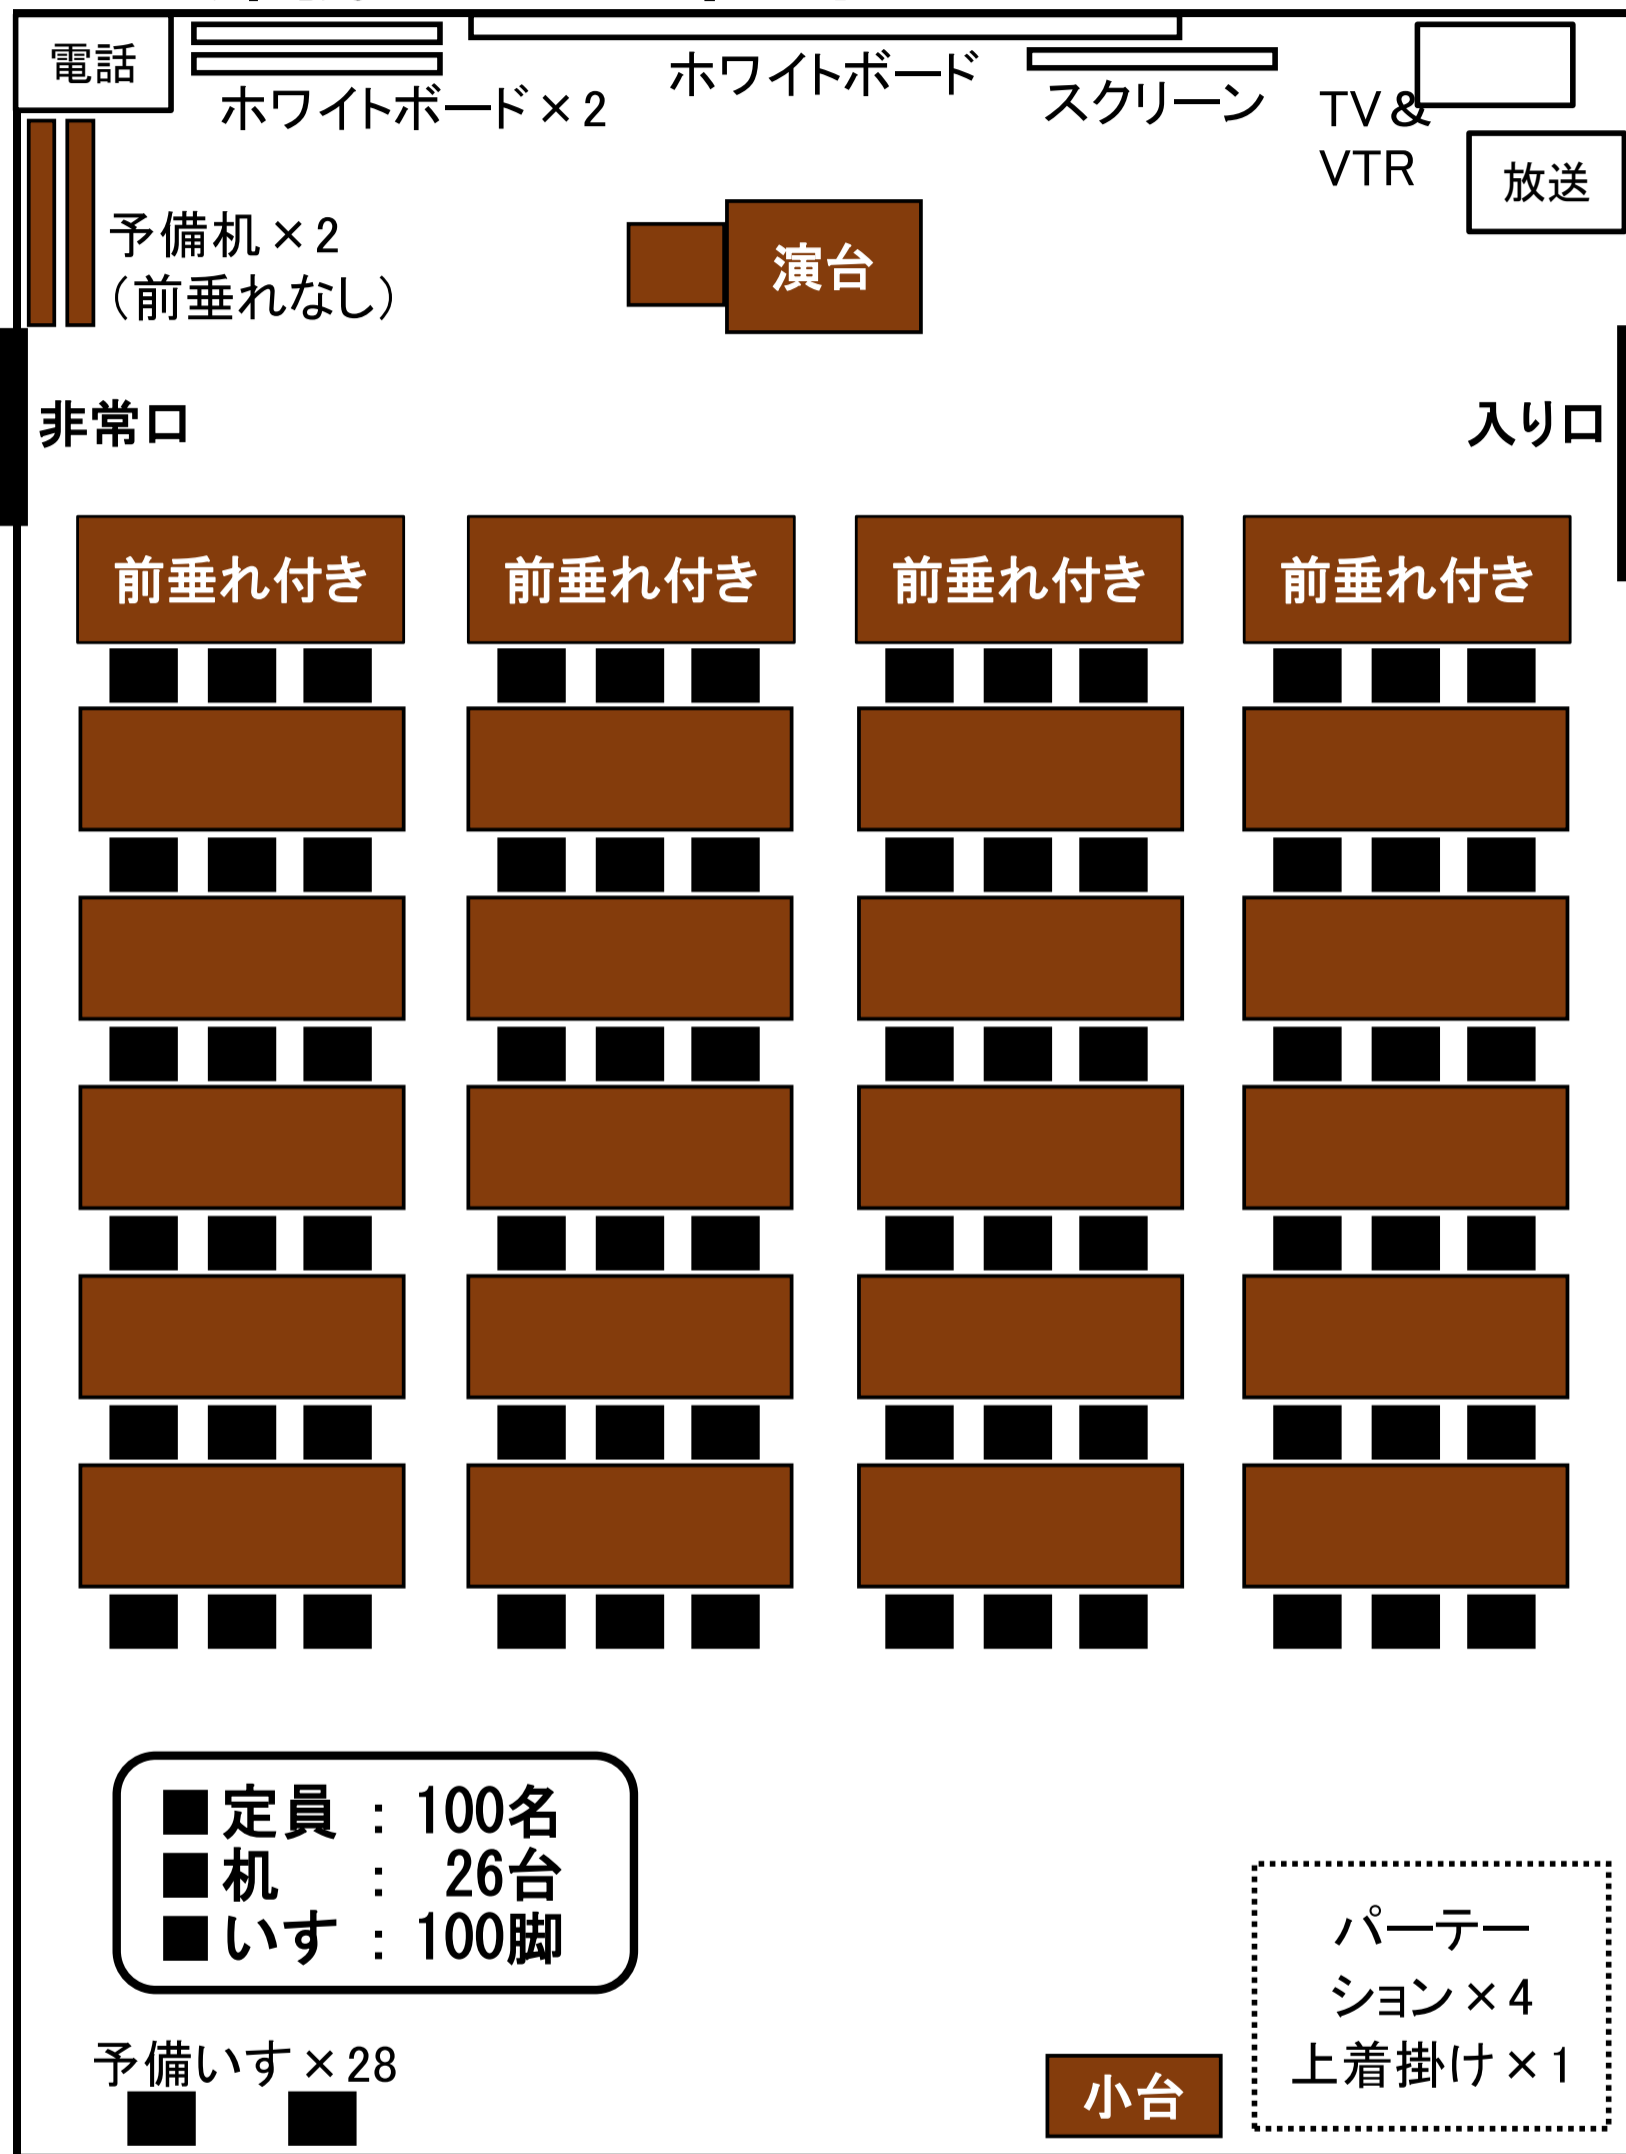 電話
ホワイトボード×2
ホワイトボード
スクリーン
TV&
VTR
放送
予備机×2
（前垂れなし）
演台
非常口
入り口
前垂れ付き
前垂れ付き
前垂れ付き
前垂れ付き
■定員：100名
■机　：　26台
■いす：100脚
予備いす×28
小台
パーテー
ション×4
上着掛け×1